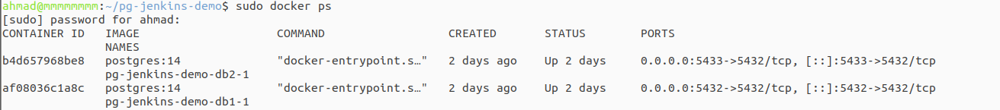 ahmad@mmmmmmmm:~/pg-jenkins-demo$ sudo docker ps
[sudo] password for ahmad:
CONTAINER ID   IMAGE                    COMMAND                  CREATED       STATUS        PORTS
               NAMES
b4d657968be8   postgres:14              "docker-entrypoint.s…"   2 days ago    Up 2 days     0.0.0.0:5433->5432/tcp, [::]:5433->5432/tcp
               pg-jenkins-demo-db2-1
af08036c1a8c   postgres:14              "docker-entrypoint.s…"   2 days ago    Up 2 days     0.0.0.0:5432->5432/tcp, [::]:5432->5432/tcp
               pg-jenkins-demo-db1-1